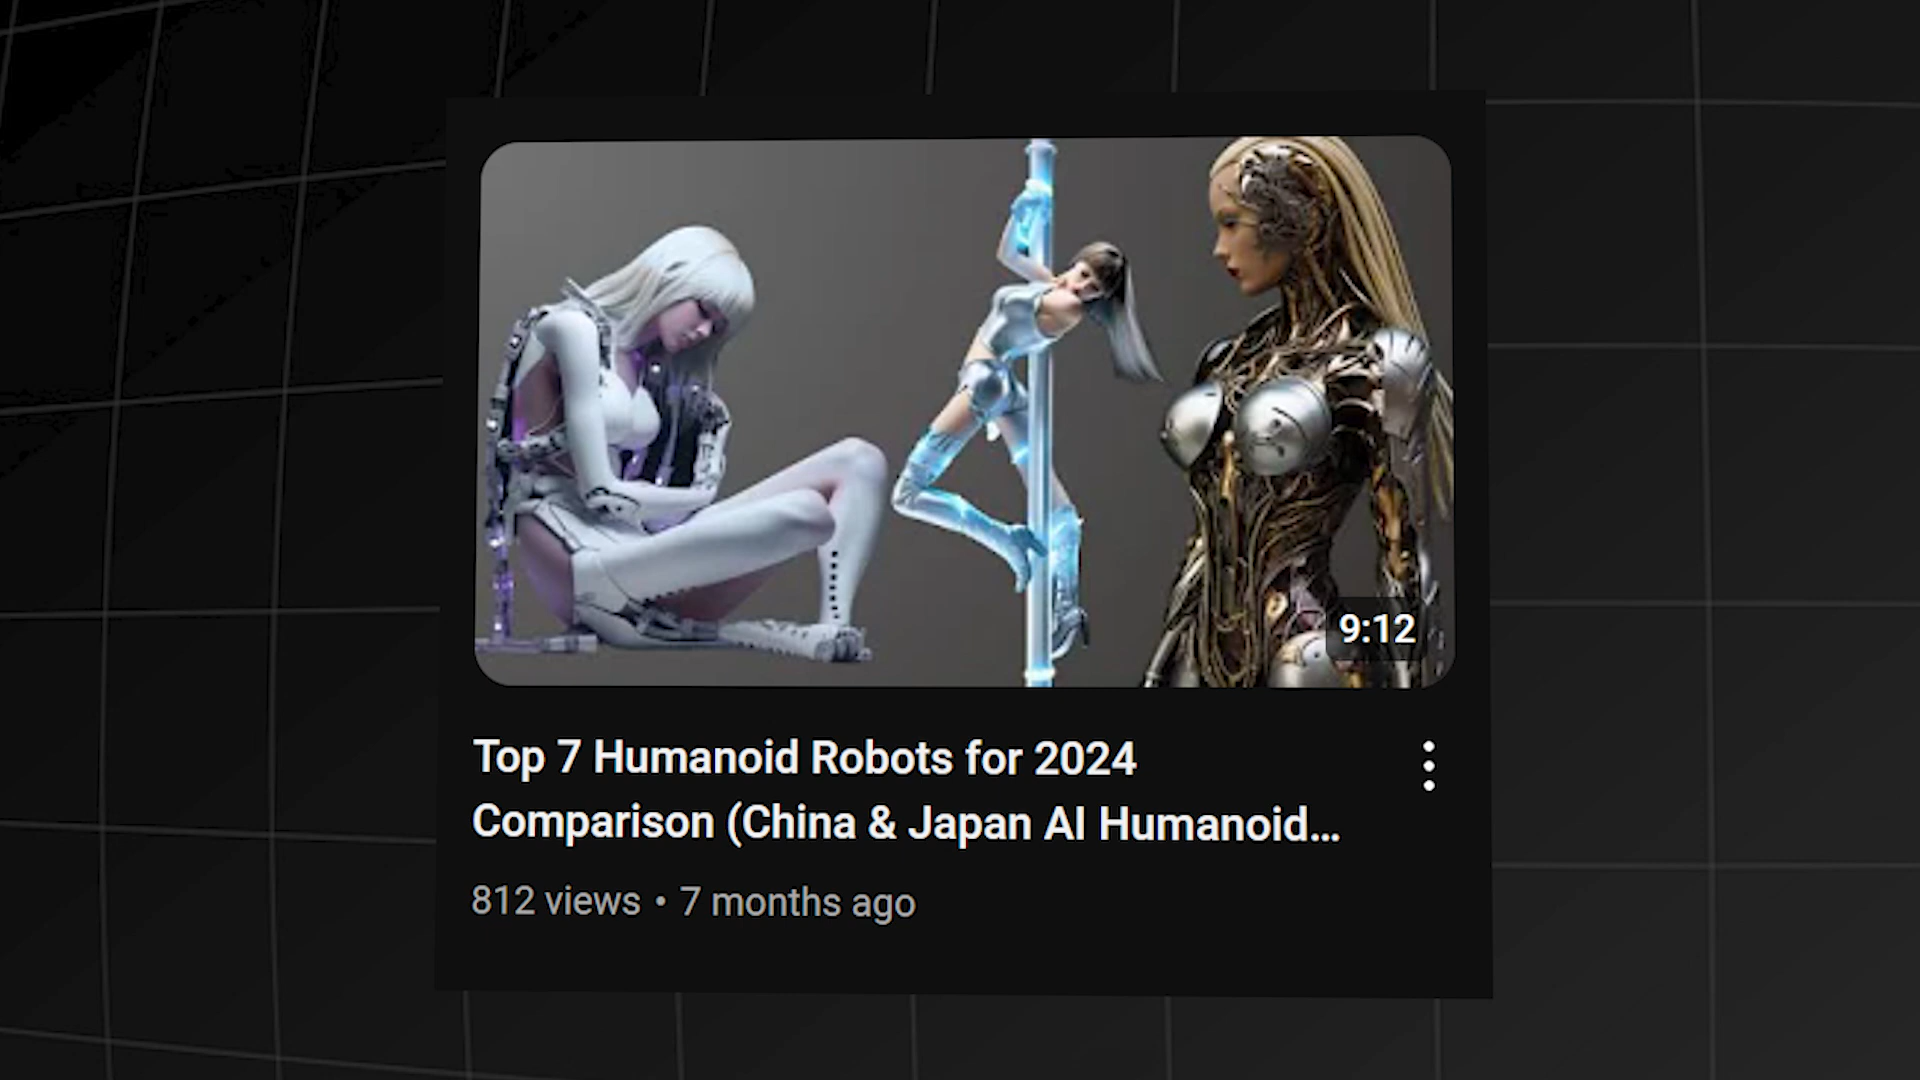 9:12
Top 7 Humanoid Robots for 2024
Comparison (China & Japan AI Humanoid...
812 views • 7 months ago